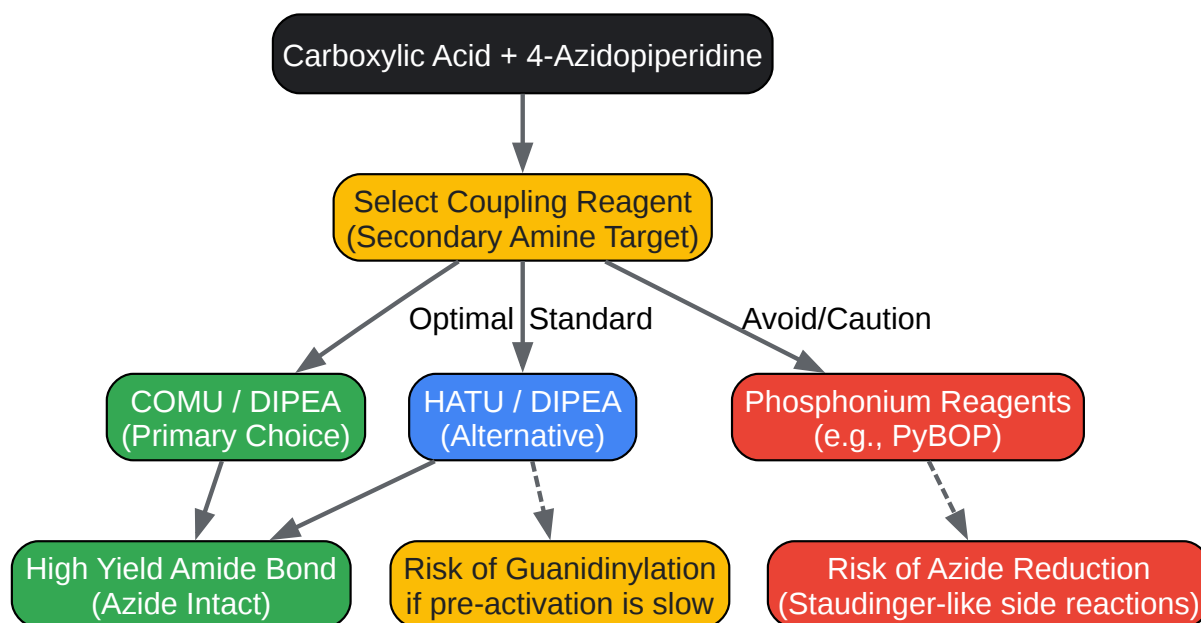 Carboxylic Acid + 4-Azidopiperidine
Select Coupling Reagent
(Secondary Amine Target)
Optimal
Standard
Avoid/Caution
COMU / DIPEA
(Primary Choice)
HATU / DIPEA
(Alternative)
Phosphonium Reagents
(e.g., PyBOP)
High Yield Amide Bond
(Azide Intact)
Risk of Guanidinylation
if pre-activation is slow
Risk of Azide Reduction
(Staudinger-like side reactions)